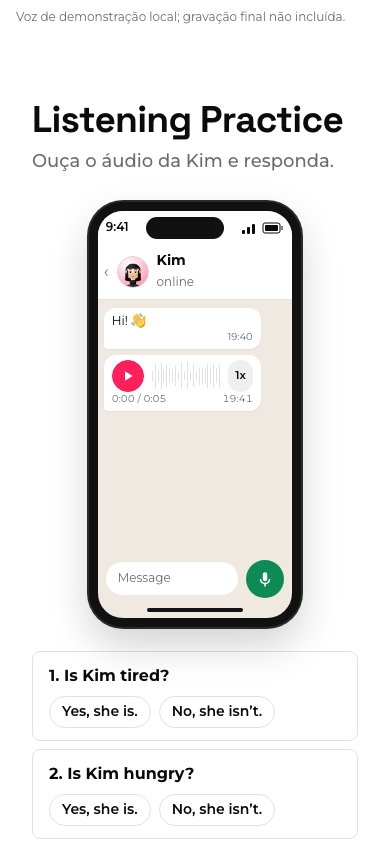 Voz de demonstração local; gravação final não incluída.
Listening Practice
Ouça o áudio da Kim e responda.
9:41
Kim
online
Hi! 👋
19:40
1x
0:00 / 0:05
19:41
Message
1. Is Kim tired?
Yes, she is.
No, she isn’t.
2. Is Kim hungry?
Yes, she is.
No, she isn’t.